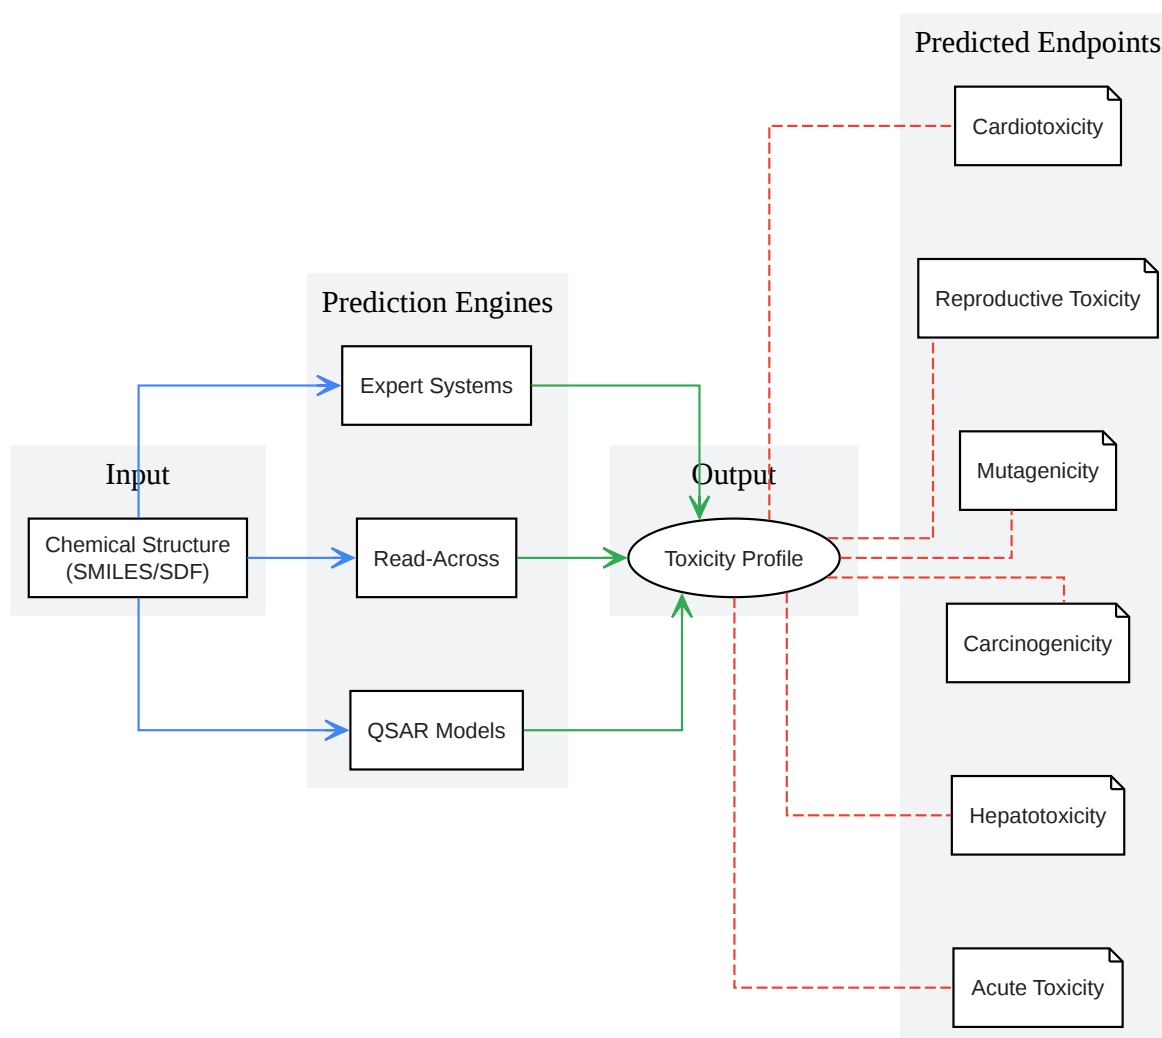 Predicted Endpoints
Cardiotoxicity
Reproductive Toxicity
Prediction Engines
Expert Systems
Input
Output
Mutagenicity
Chemical Structure
(SMILES/SDF)
Read-Across
Toxicity Profile
Carcinogenicity
QSAR Models
Hepatotoxicity
Acute Toxicity